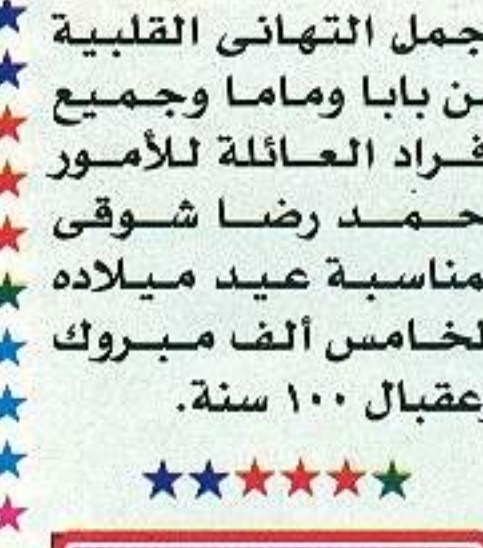 جمل التهانى القلبية
ن بابا وماما وجميع
فراد العائلة للأمور
حمد رضا شوقى
مناسبة عيد ميلاده
لخامس ألف مبروك
عقبال ١٠٠ سنة.